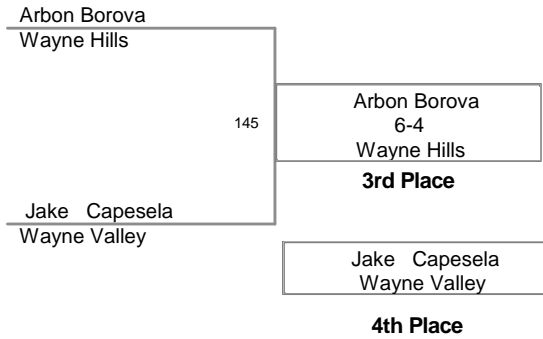 Arbon Borova
Wayne Hills
145
Arbon Borova
6-4
Wayne Hills
3rd Place
Jake Capesela
Wayne Valley
Jake Capesela
Wayne Valley
4th Place